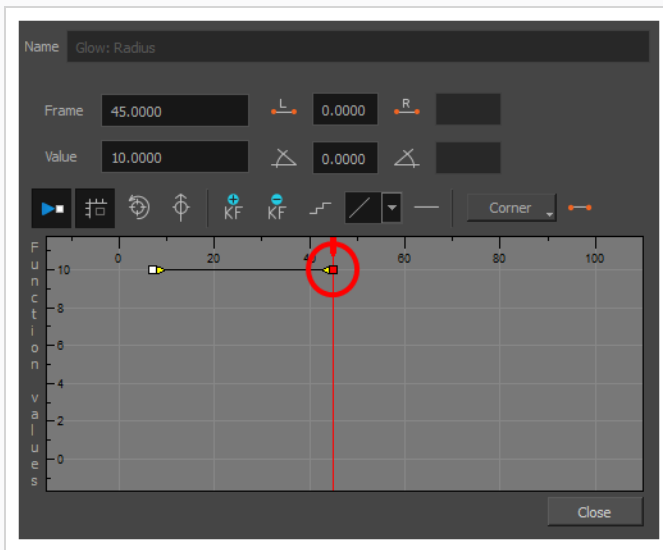 Name Glow: Radius
Frame 45.0000 L 0.0000 R
Value 10.0000 0.0000
KF KF Corner
Function values
0 20 40 60 80 100
10
8
6
4
2
0
Close